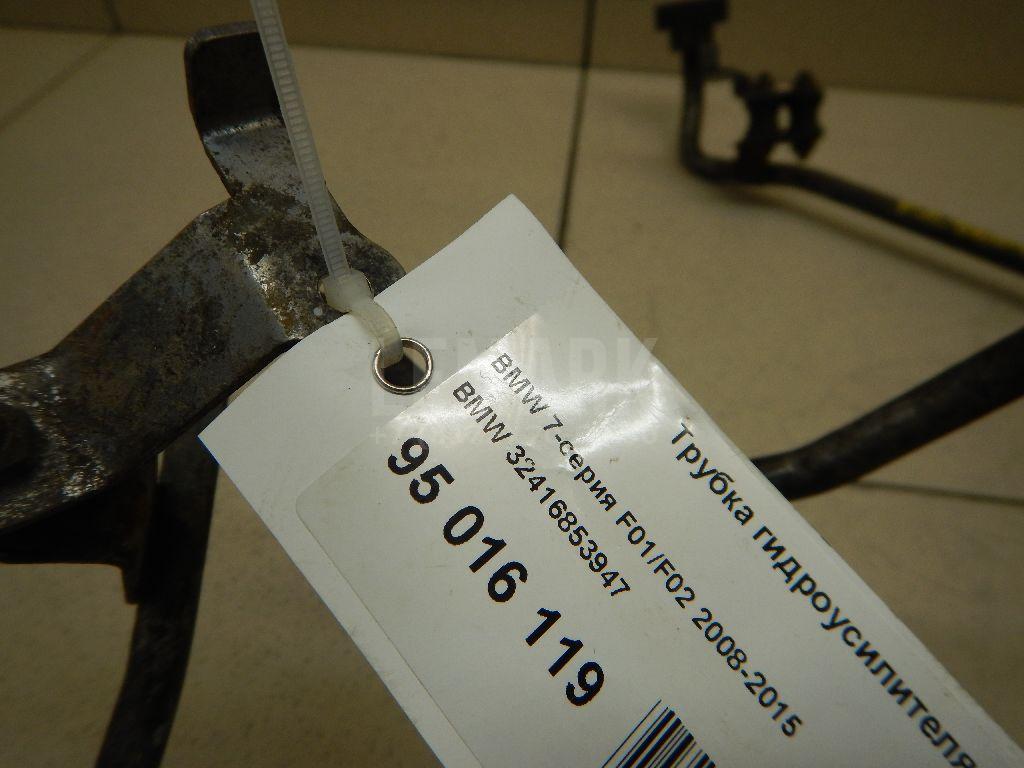 Трубка гидроусилителя
BMW 7-серия F01/F02 2008-2015
BMW 32416853947
95 016 119